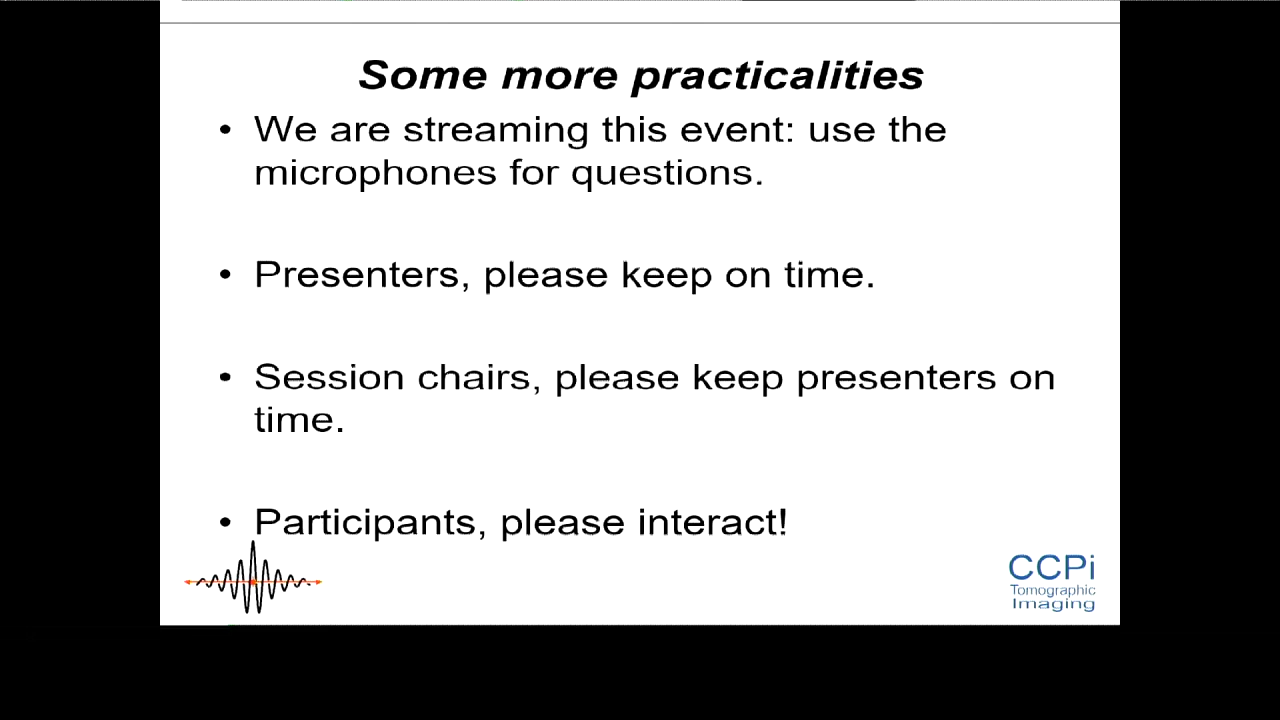 Some more practicalities
• We are streaming this event: use the
microphones for questions.
• Presenters, please keep on time.
• Session chairs, please keep presenters on
time.
• Participants, please interact!
CCPi
Tomographic
Imaging